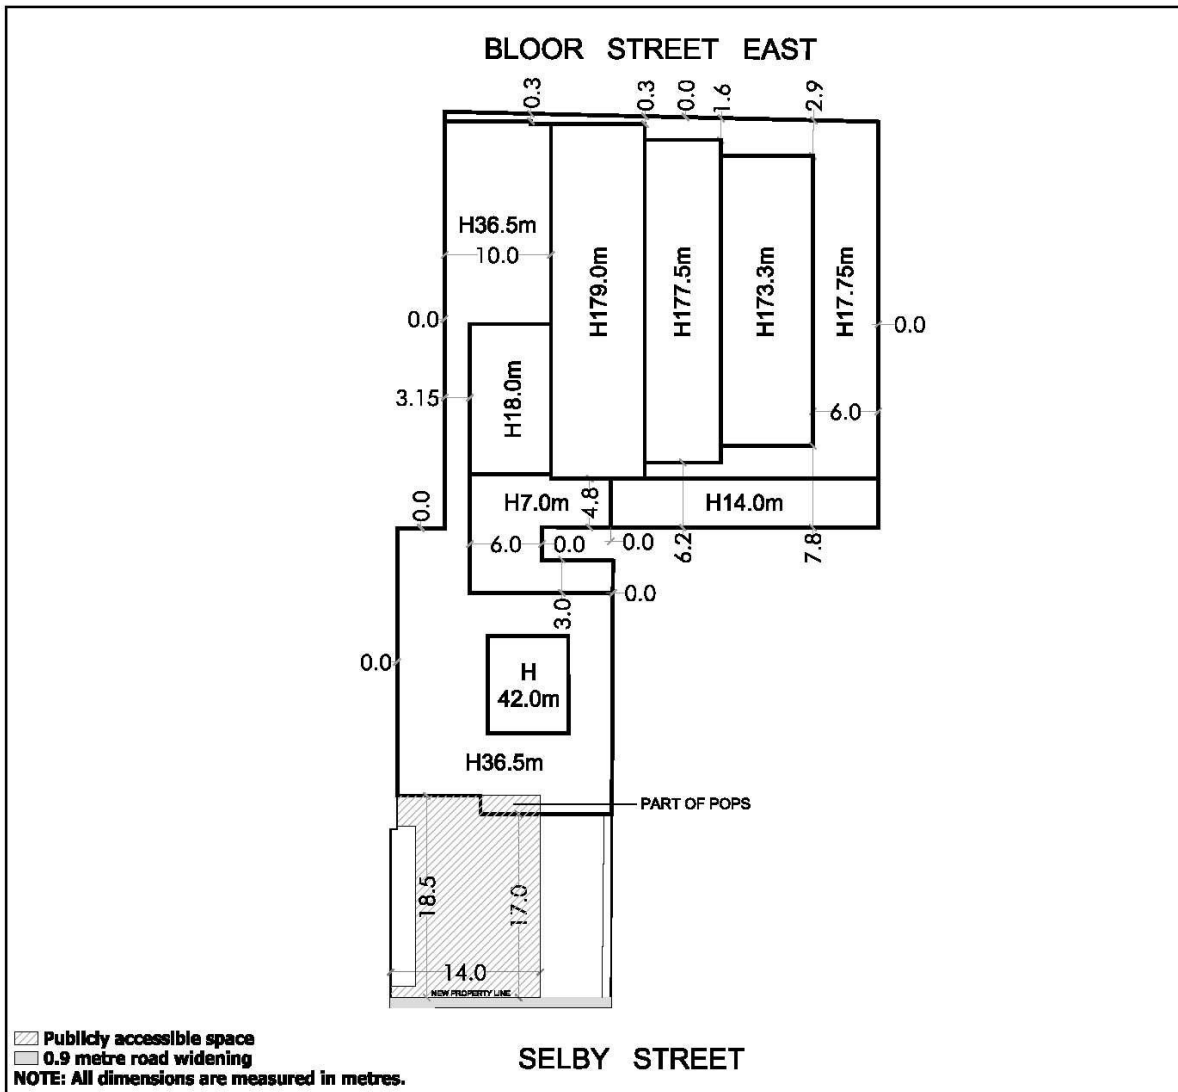 BLOOR STREET EAST
0.3
0.3
0.0
1.6
2.9
H36.5m
10.0
H179.0m
H177.5m
H173.3m
H17.75m
0.0
0.0
3.15
H18.0m
6.0
0.0
H7.0m
4.8
H14.0m
6.0
0.0
0.0
6.2
7.8
3.0
0.0
0.0
H
42.0m
H36.5m
PART OF POPS
18.5
17.0
14.0
NEW PROPERTY LINE
Publicly accessible space
0.9 metre road widening
NOTE: All dimensions are measured in metres.
SELBY STREET